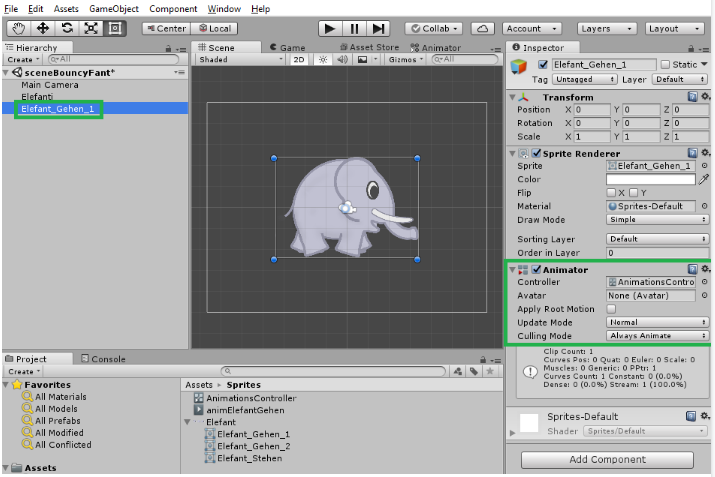 File Edit Assets GameObject Component Window Help
Center Local Collab Account Layers Layout
Hierarchy
Create All
sceneBouncyFant*
Main Camera
Elefanti
Elefant_Gehen_1
Scene Game Asset Store Animator
Shaded 2D Gizmos All
Inspector
Elefant_Gehen_1 Static
Tag Untagged Layer Default
Transform
Position X 0 Y 0 Z 0
Rotation X 0 Y 0 Z 0
Scale X 1 Y 1 Z 1
Sprite Renderer
Sprite Elefant_Gehen_1
Color
Flip X Y
Material Sprites-Default
Draw Mode Simple
Sorting Layer Default
Order in Layer 0
Animator
Controller AnimationsContro
Avatar None (Avatar)
Apply Root Motion
Update Mode Normal
Culling Mode Always Animate
Clip Count: 1
Curves Pos: 0 Quat: 0 Euler: 0 Scale: 0
Muscles: 0 Generic: 0 PPtr: 1
Curves Count: 1 Constant: 0 (0.0%)
Dense: 0 (0.0%) Stream: 1 (100.0%)
Sprites-Default
Shader Sprites/Default
Add Component
Project Console
Create
Favorites
All Materials
All Models
All Prefabs
All Modified
All Conflicted
Assets
Assets Sprites
AnimationsController
animElefantGehen
Elefant
Elefant_Gehen_1
Elefant_Gehen_2
Elefant_Stehen